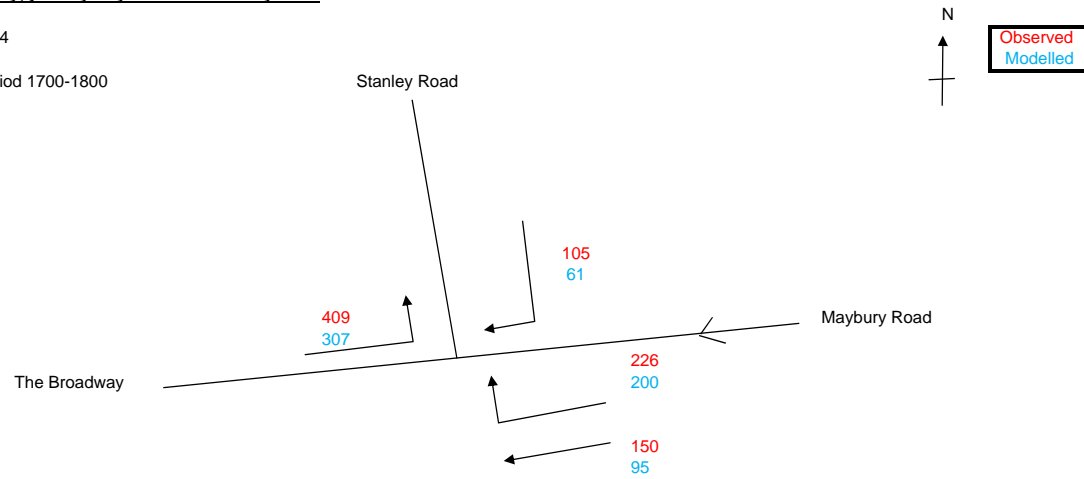 4
N
Observed
Modelled
iod 1700-1800
Stanley Road
105
61
409
307
Maybury Road
226
200
The Broadway
150
95